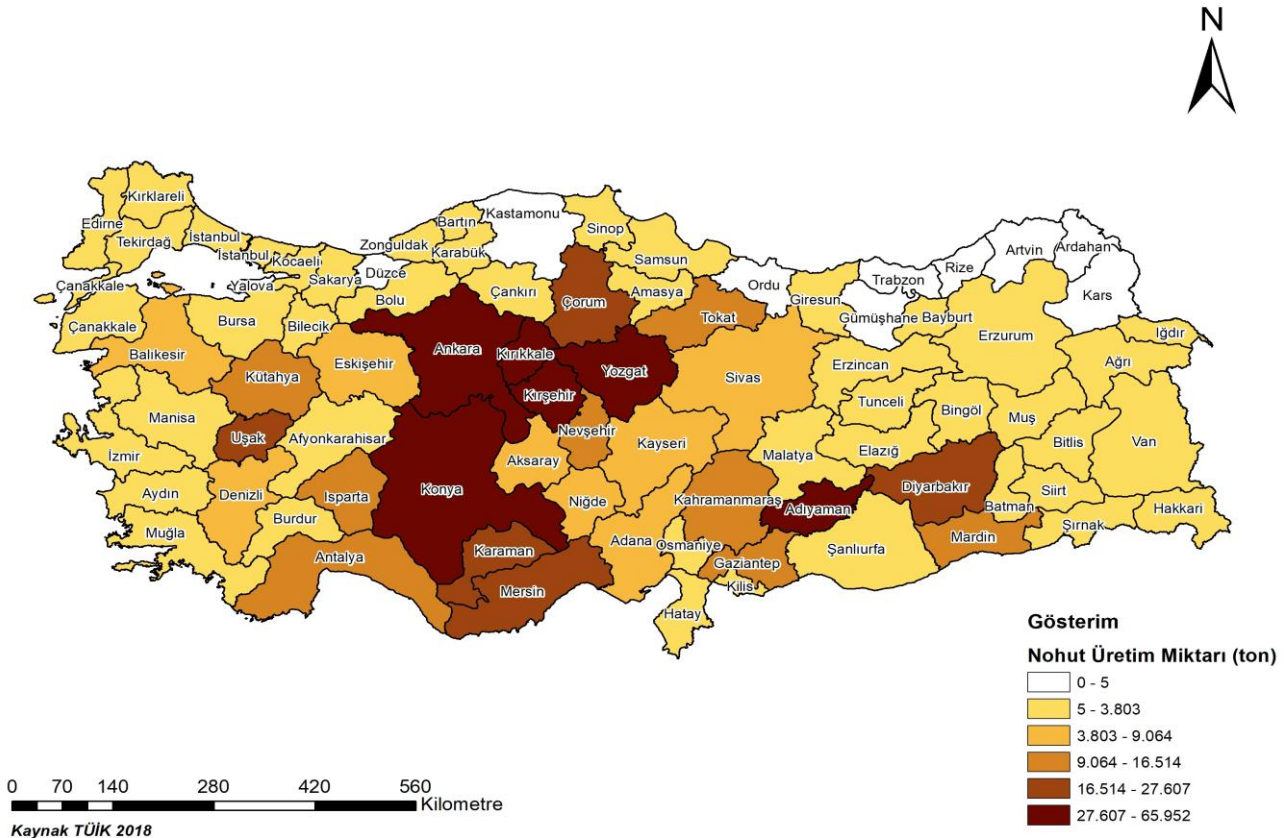 N
Kırklareli
Edirne
Tekirdağ
İstanbul
İstanbul
Kocaeli
Yalova
Sakarya
Düzce
Zonguldak
Bartın
Karabük
Kastamonu
Sinop
Samsun
Çankırı
Çorum
Amasya
Ordu
Giresun
Trabzon
Rize
Artvin
Ardahan
Kars
Gümüşhane
Bayburt
Erzurum
Iğdır
Ağrı
Çanakkale
Çanakkale
Bursa
Bilecik
Bolu
Balıkesir
Kütahya
Eskişehir
Ankara
Kırıkkale
Kırşehir
Yozgat
Tokat
Sivas
Erzincan
Tunceli
Bingöl
Muş
Bitlis
Van
Manisa
Uşak
Afyonkarahisar
İzmir
Aydın
Denizli
Isparta
Konya
Aksaray
Nevşehir
Kayseri
Niğde
Malatya
Elazığ
Diyarbakır
Batman
Siirt
Şırnak
Hakkari
Muğla
Burdur
Antalya
Karaman
Mersin
Adana
Osmaniye
Kahramanmaraş
Adıyaman
Gaziantep
Kilis
Hatay
Şanlıurfa
Mardin
Gösterim
Nohut Üretim Miktarı (ton)
0 - 5
5 - 3.803
3.803 - 9.064
9.064 - 16.514
16.514 - 27.607
27.607 - 65.952
0 70 140 280 420 560
Kilometre
Kaynak TÜİK 2018